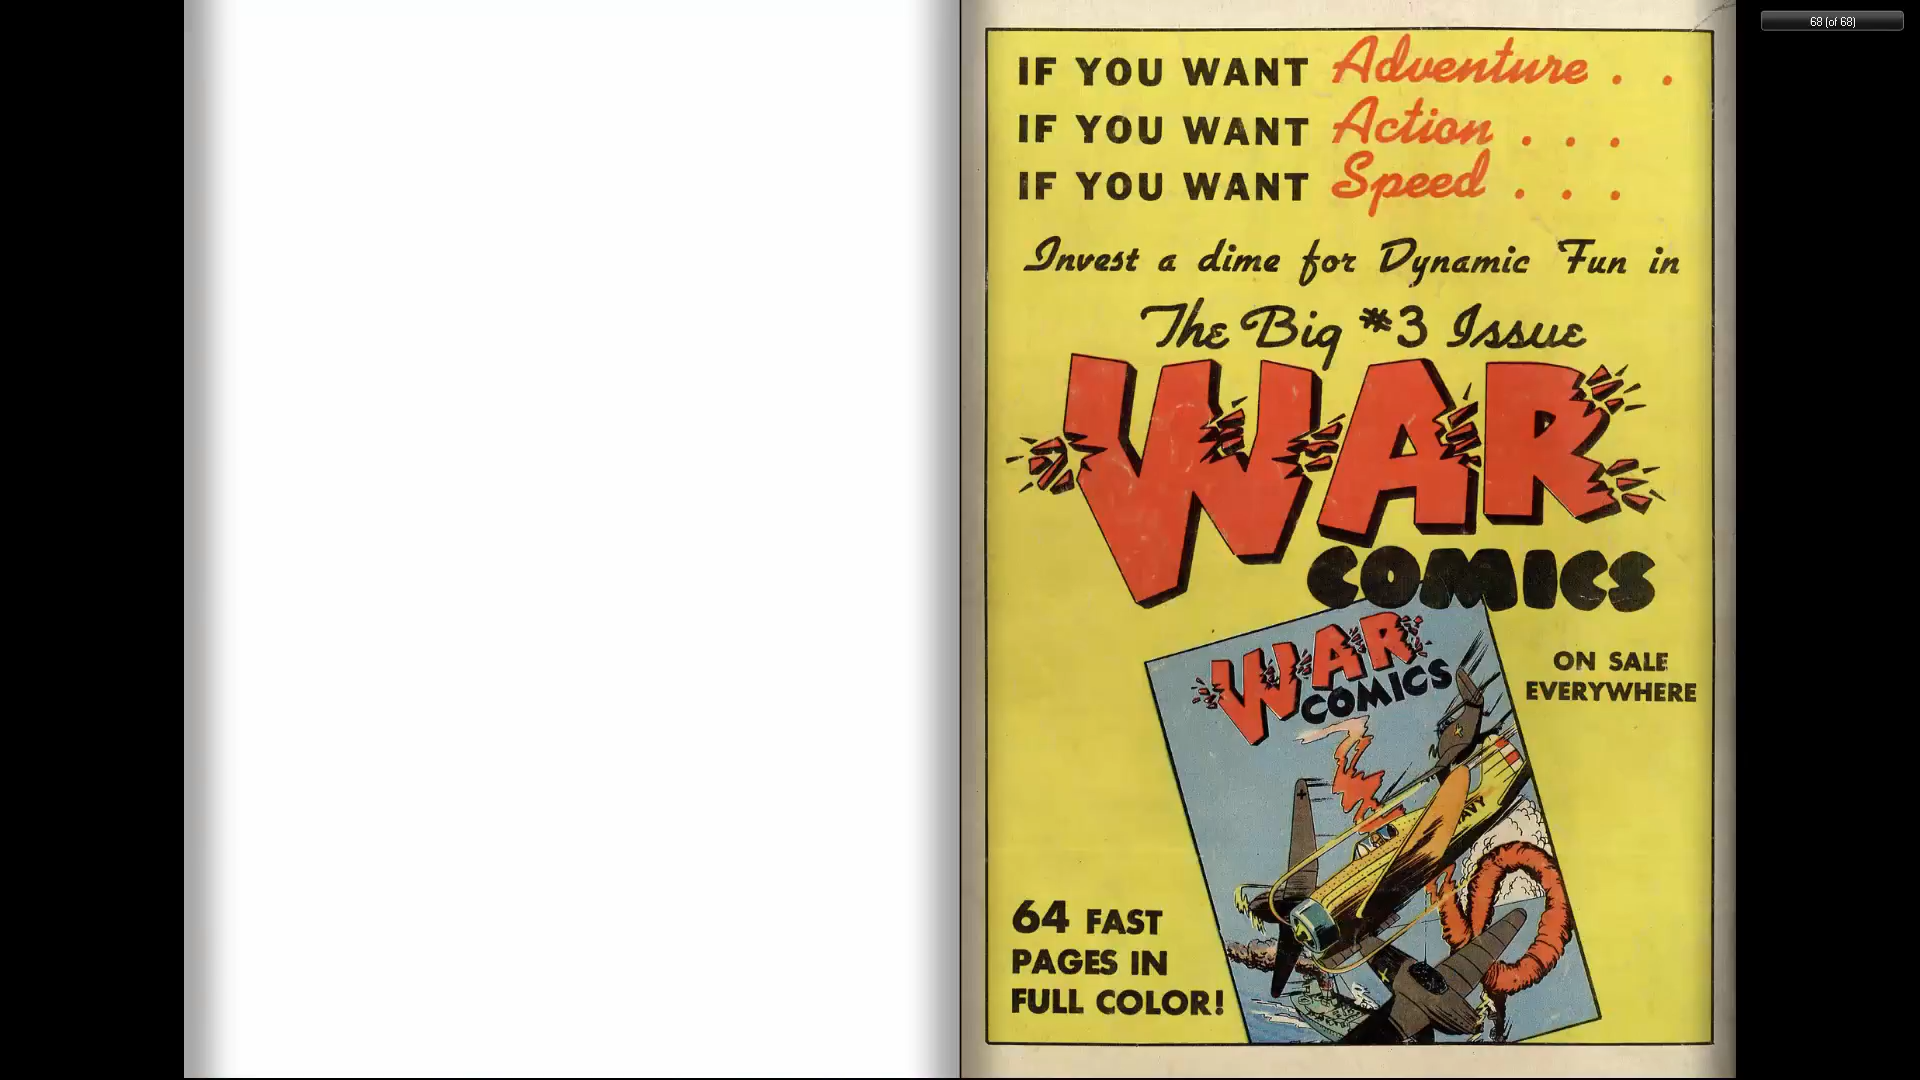 68 (of 68)
IF YOU WANT Adventure . .
IF YOU WANT Action . . .
IF YOU WANT Speed . . .
Invest a dime for Dynamic Fun in
The Big #3 Issue
WAR
COMICS
WAR
COMICS
ON SALE
EVERYWHERE
64 FAST
PAGES IN
FULL COLOR!